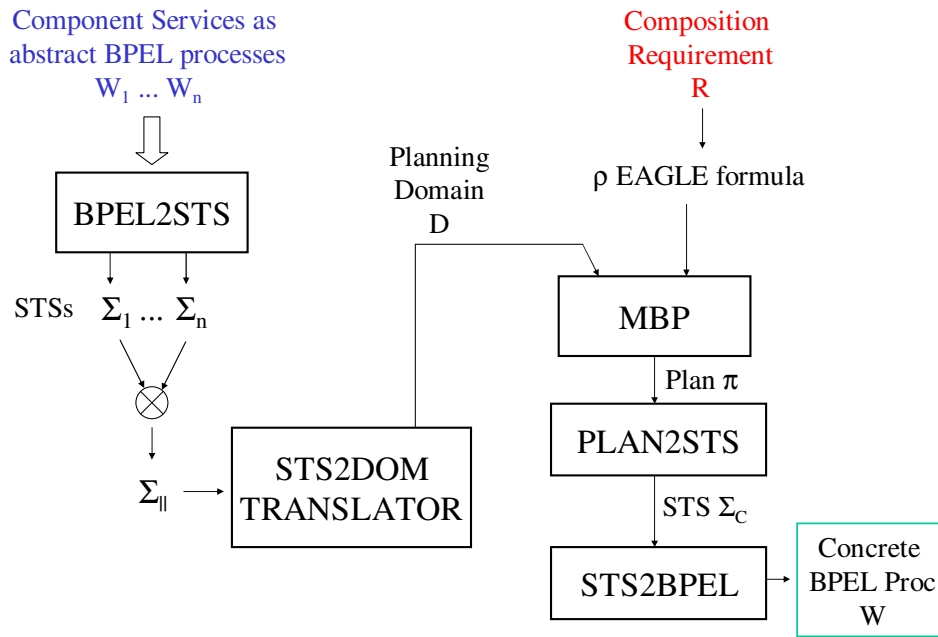 Component Services as
abstract BPEL processes
W1 ... Wn
Composition
Requirement
R
Planning
Domain
D
ρ EAGLE formula
BPEL2STS
STSs Σ1 ... Σn
MBP
Plan π
PLAN2STS
STS2DOM
TRANSLATOR
Σ||
STS ΣC
STS2BPEL
Concrete
BPEL Proc
W